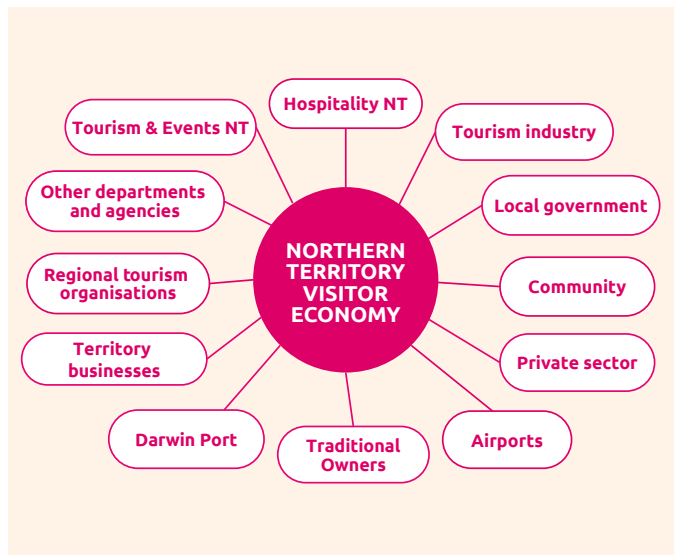 Hospitality NT
Tourism & Events NT
Tourism industry
Other departments
and agencies
Local government
NORTHERN
TERRITORY
VISITOR
ECONOMY
Regional tourism
organisations
Community
Territory
businesses
Private sector
Darwin Port
Traditional
Owners
Airports